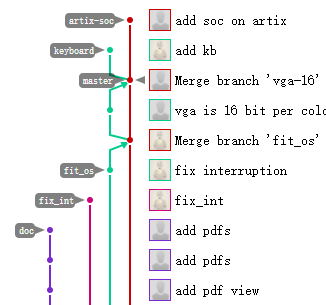 artix-soc add soc on artix
keyboard add kb
master Merge branch 'vga-16'
vga is 16 bit per colo
Merge branch 'fit_os'
fit_os fix interruption
fix_int fix_int
doc add pdfs
add pdfs
add pdf view